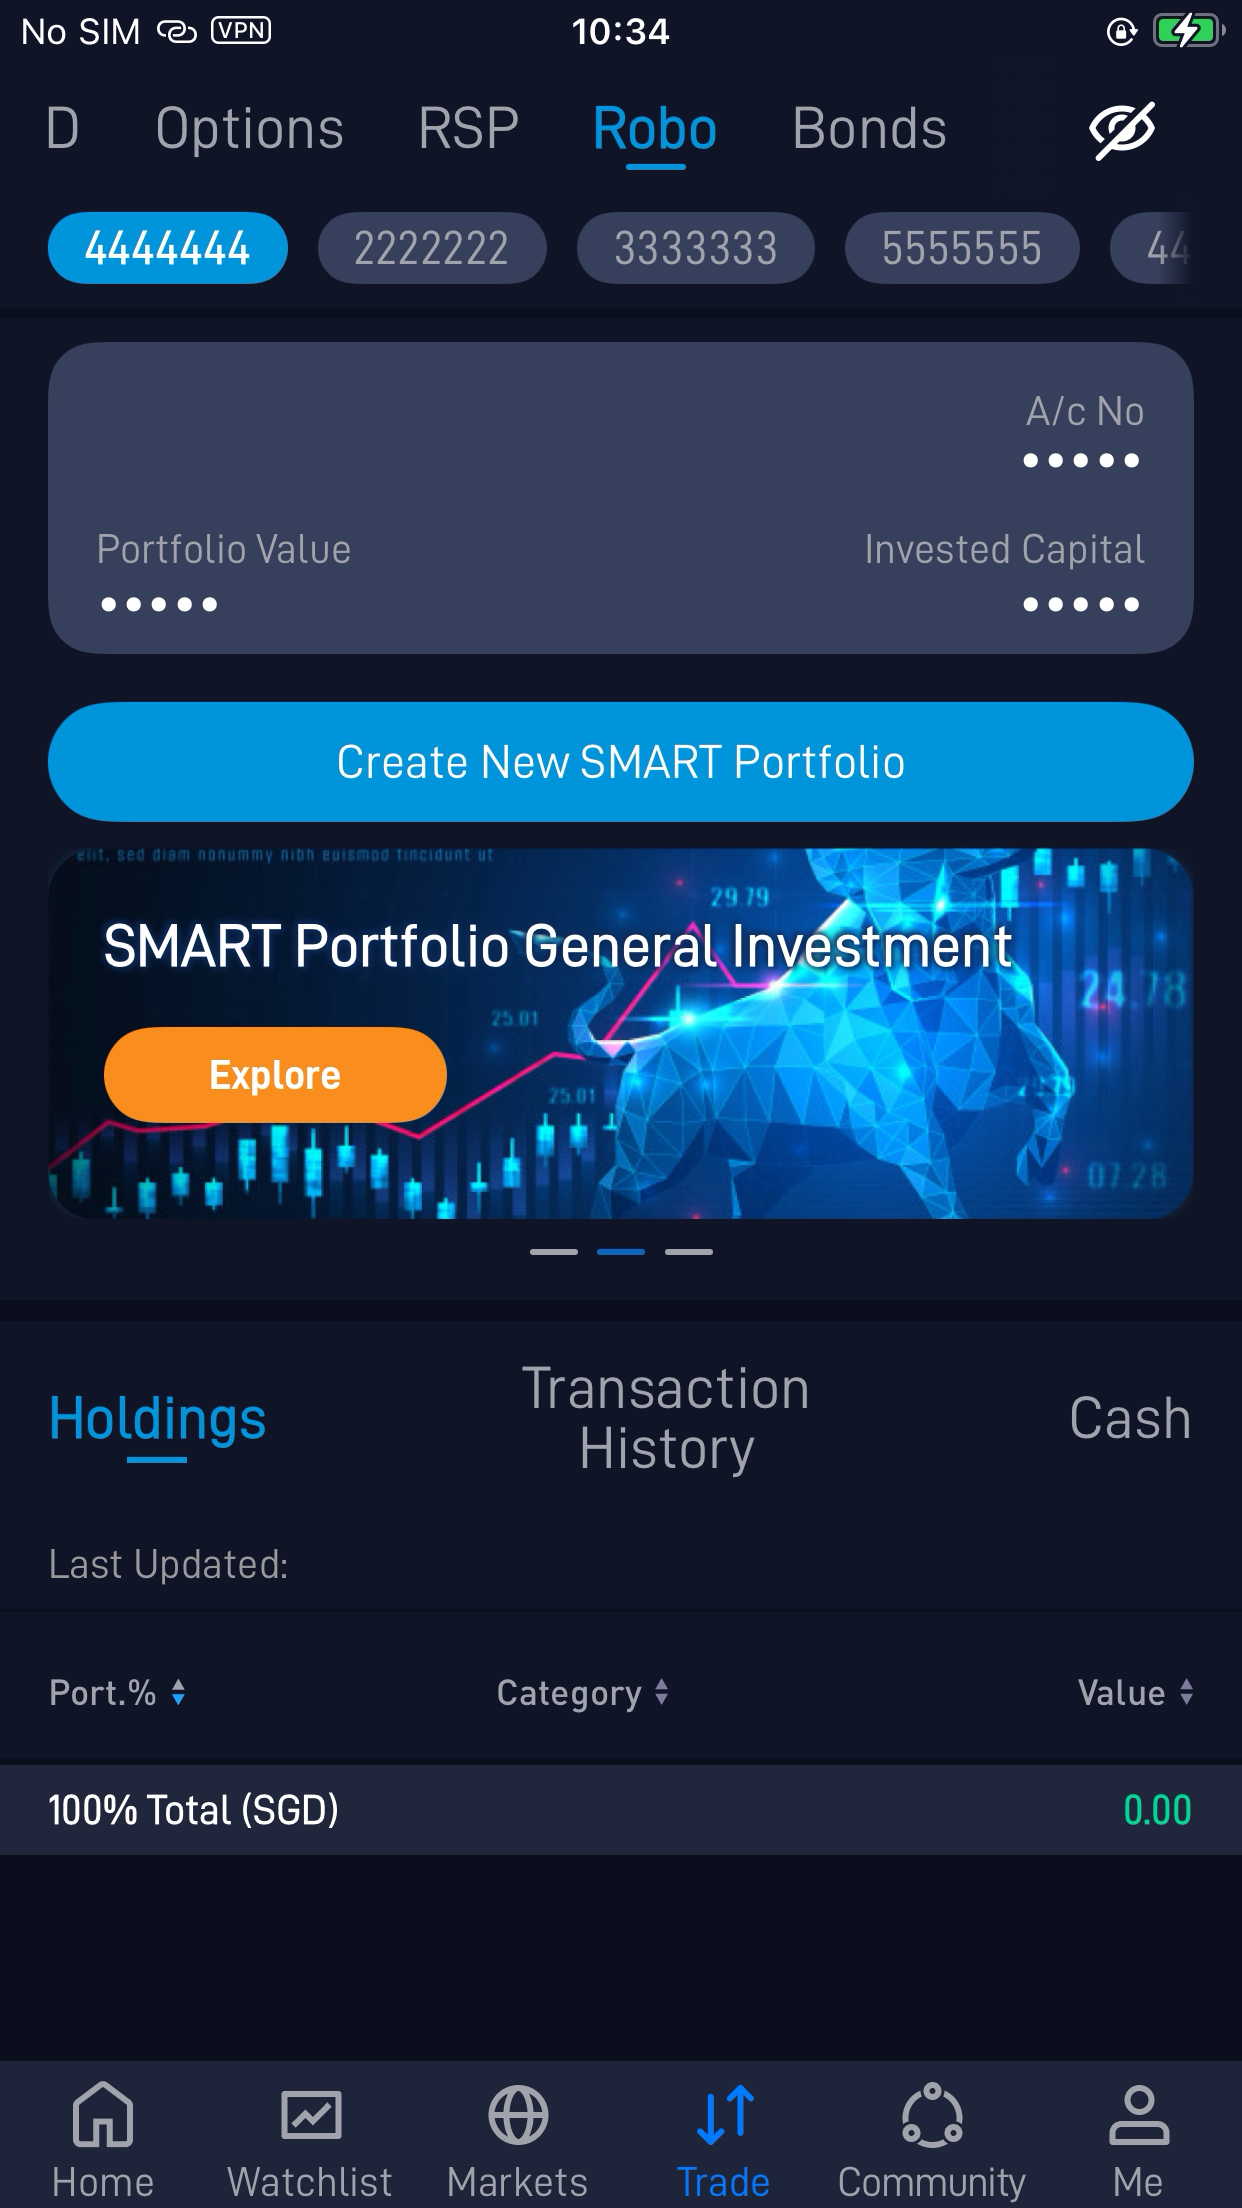 No SIM VPN 10:34
D Options RSP Robo Bonds
4444444 2222222 3333333 5555555 44
A/c No
•••••
Portfolio Value Invested Capital
••••• •••••
Create New SMART Portfolio
elit, sed diam nonummy nibh euismod tincidunt ut
29.79
SMART Portfolio General Investment
24.78
25.01
Explore
25.01
07.28
Holdings Transaction History Cash
Last Updated:
Port.% Category Value
100% Total (SGD) 0.00
Home Watchlist Markets Trade Community Me